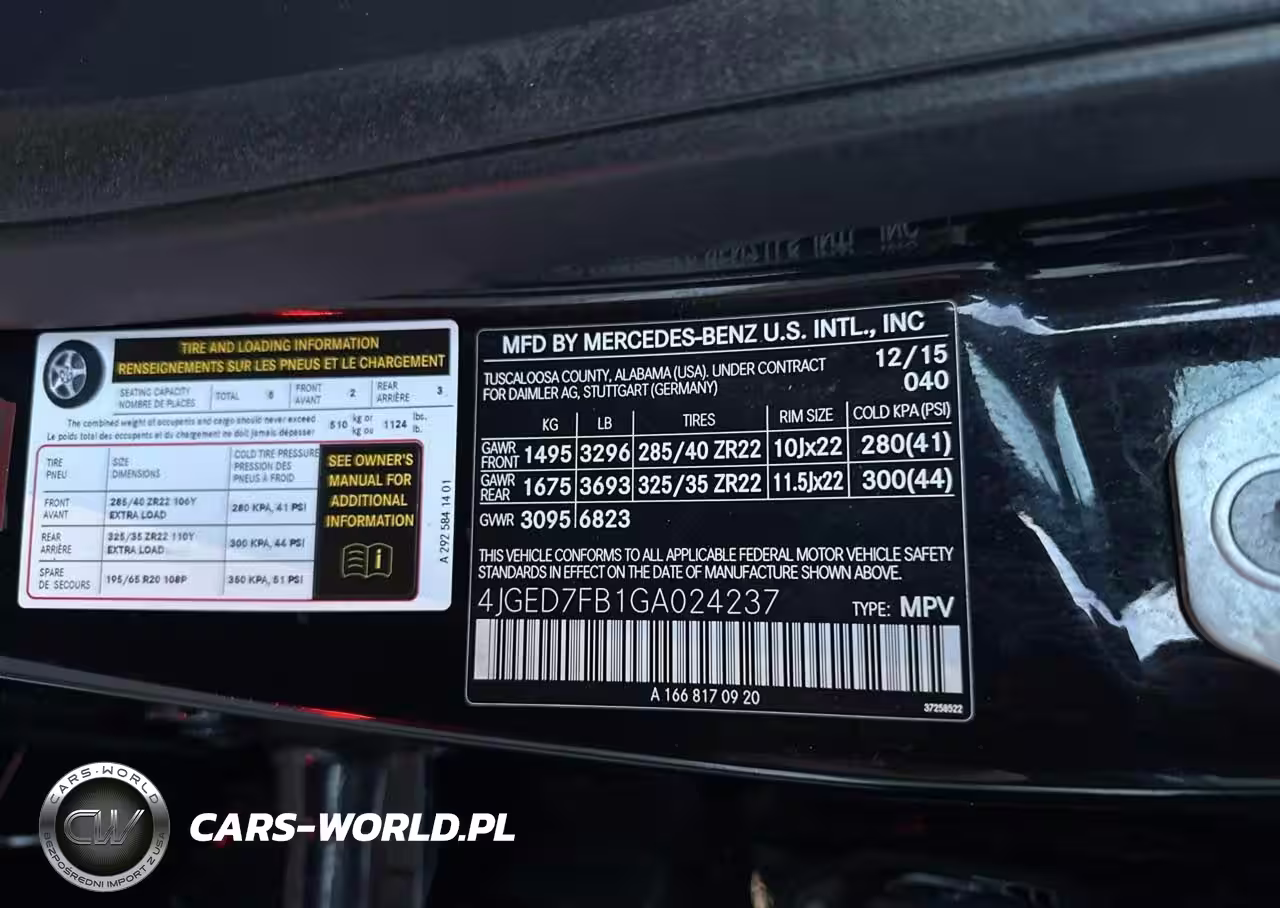 TIRE AND LOADING INFORMATION
RENSEIGNEMENTS SUR LES PNEUS ET LE CHARGEMENT
SEATING CAPACITY
NOMBRE DE PLACES
TOTAL 5
FRONT
AVANT 2
REAR
ARRIÈRE 3
The combined weight of occupants and cargo should never exceed 510 kg or 1124 lbs.
Le poids total des occupants et du chargement ne doit jamais dépasser kg ou lb.
TIRE
PNEU
SIZE
DIMENSIONS
COLD TIRE PRESSURE
PRESSION DES
PNEUS À FROID
FRONT
AVANT
285/40 ZR22 106Y
EXTRA LOAD
280 KPA, 41 PSI
REAR
ARRIÈRE
325/35 ZR22 110Y
EXTRA LOAD
300 KPA, 44 PSI
SPARE
DE SECOURS
195/65 R20 108P
350 KPA, 51 PSI
SEE OWNER'S
MANUAL FOR
ADDITIONAL
INFORMATION
A 292 584 14 01
MFD BY MERCEDES-BENZ U.S. INTL., INC
TUSCALOOSA COUNTY, ALABAMA (USA). UNDER CONTRACT
FOR DAIMLER AG, STUTTGART (GERMANY)
12/15
040
KG LB TIRES RIM SIZE COLD KPA(PSI)
GAWR
FRONT 1495 3296 285/40 ZR22 10Jx22 280(41)
GAWR
REAR 1675 3693 325/35 ZR22 11.5Jx22 300(44)
GVWR 3095 6823
THIS VEHICLE CONFORMS TO ALL APPLICABLE FEDERAL MOTOR VEHICLE SAFETY
STANDARDS IN EFFECT ON THE DATE OF MANUFACTURE SHOWN ABOVE.
4JGED7FB1GA024237 TYPE: MPV
A 166 817 09 20
37258522
CARS-WORLD
CW
BEZPOŚREDNI IMPORT Z USA
CARS-WORLD.PL